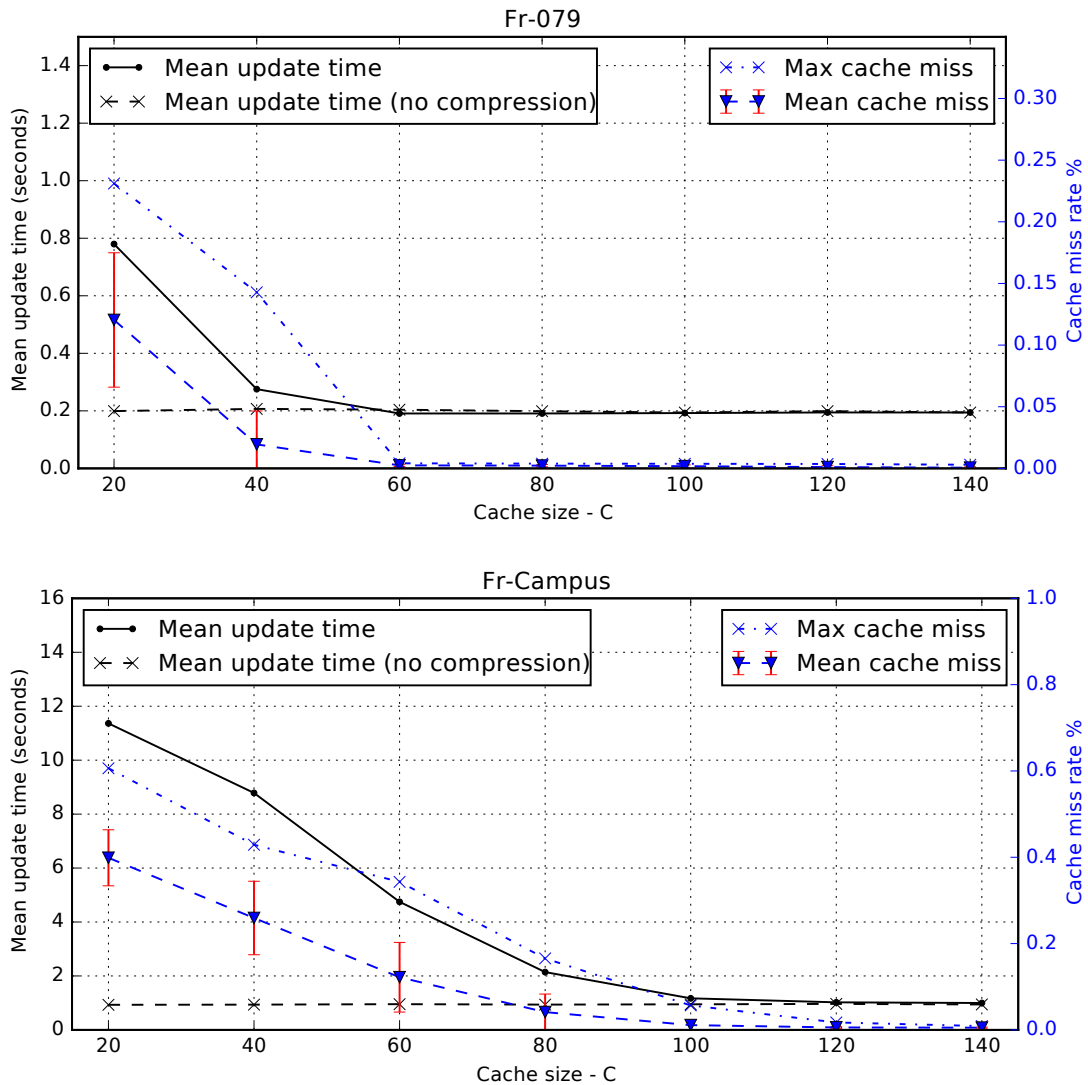 Fr-079
Mean update time
Mean update time (no compression)
Max cache miss
Mean cache miss
Mean update time (seconds)
1.4
1.2
1.0
0.8
0.6
0.4
0.2
0.0
0.30
0.25
0.20
0.15
0.10
0.05
0.00
Cache miss rate %
20 40 60 80 100 120 140
Cache size - C
Fr-Campus
Mean update time
Mean update time (no compression)
Max cache miss
Mean cache miss
Mean update time (seconds)
16
14
12
10
8
6
4
2
0
1.0
0.8
0.6
0.4
0.2
0.0
Cache miss rate %
20 40 60 80 100 120 140
Cache size - C